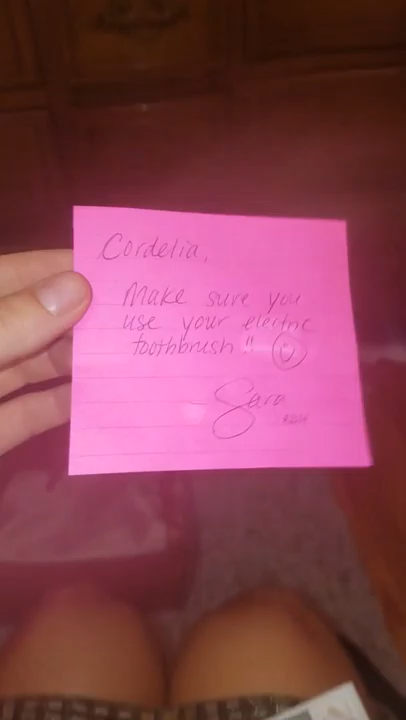 Cordelia,
Make sure you
use your electric
toothbrush!!
Sara